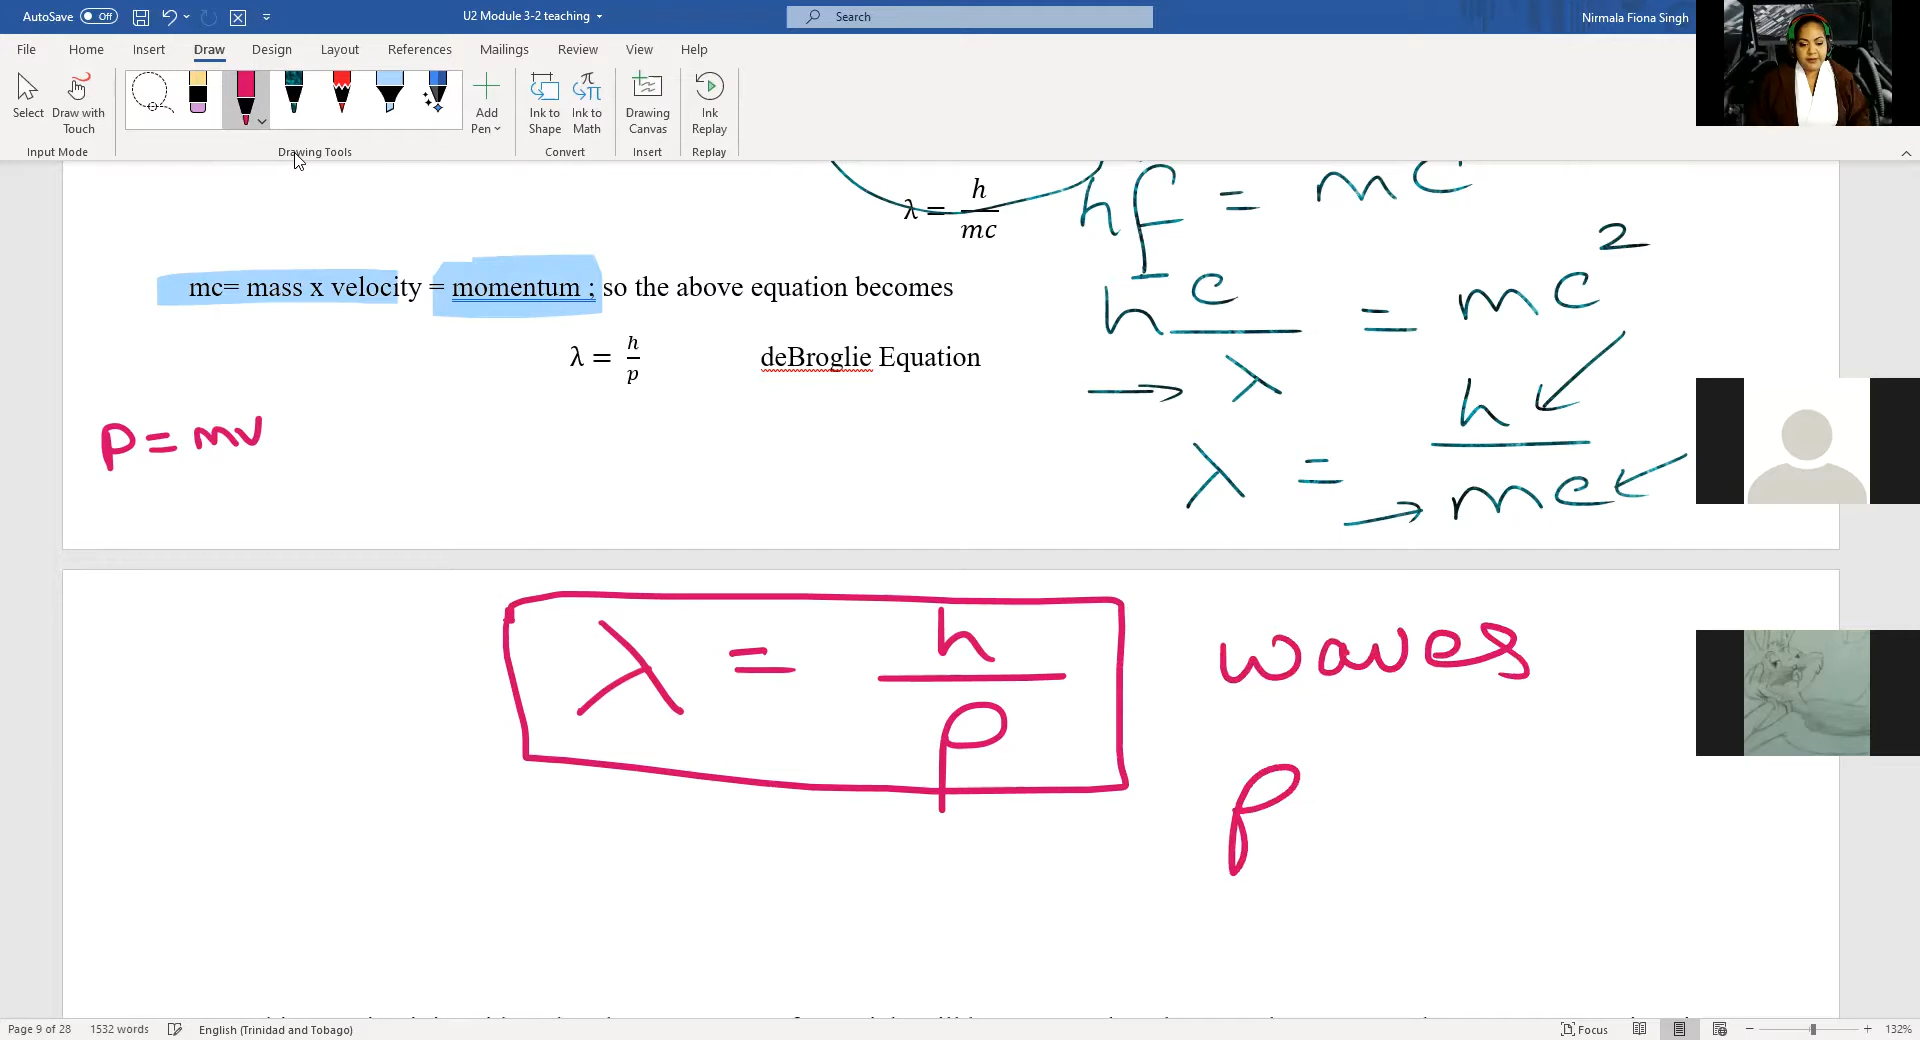 AutoSave Off
U2 Module 3-2 teaching
Search
Nirmala Fiona Singh
File Home Insert Draw Design Layout References Mailings Review View Help
Select
Draw with Touch
Add Pen
Ink to Shape
Ink to Math
Drawing Canvas
Ink Replay
Input Mode
Drawing Tools
Convert
Insert
Replay
λ = h/mc
hf = mc
mc= mass x velocity = momentum ; so the above equation becomes
hc/λ = mc²
λ = h/p deBroglie Equation
→
p = mv
λ = h/mc
λ = h/p
waves
p
Page 9 of 28 1532 words English (Trinidad and Tobago) Focus 132%